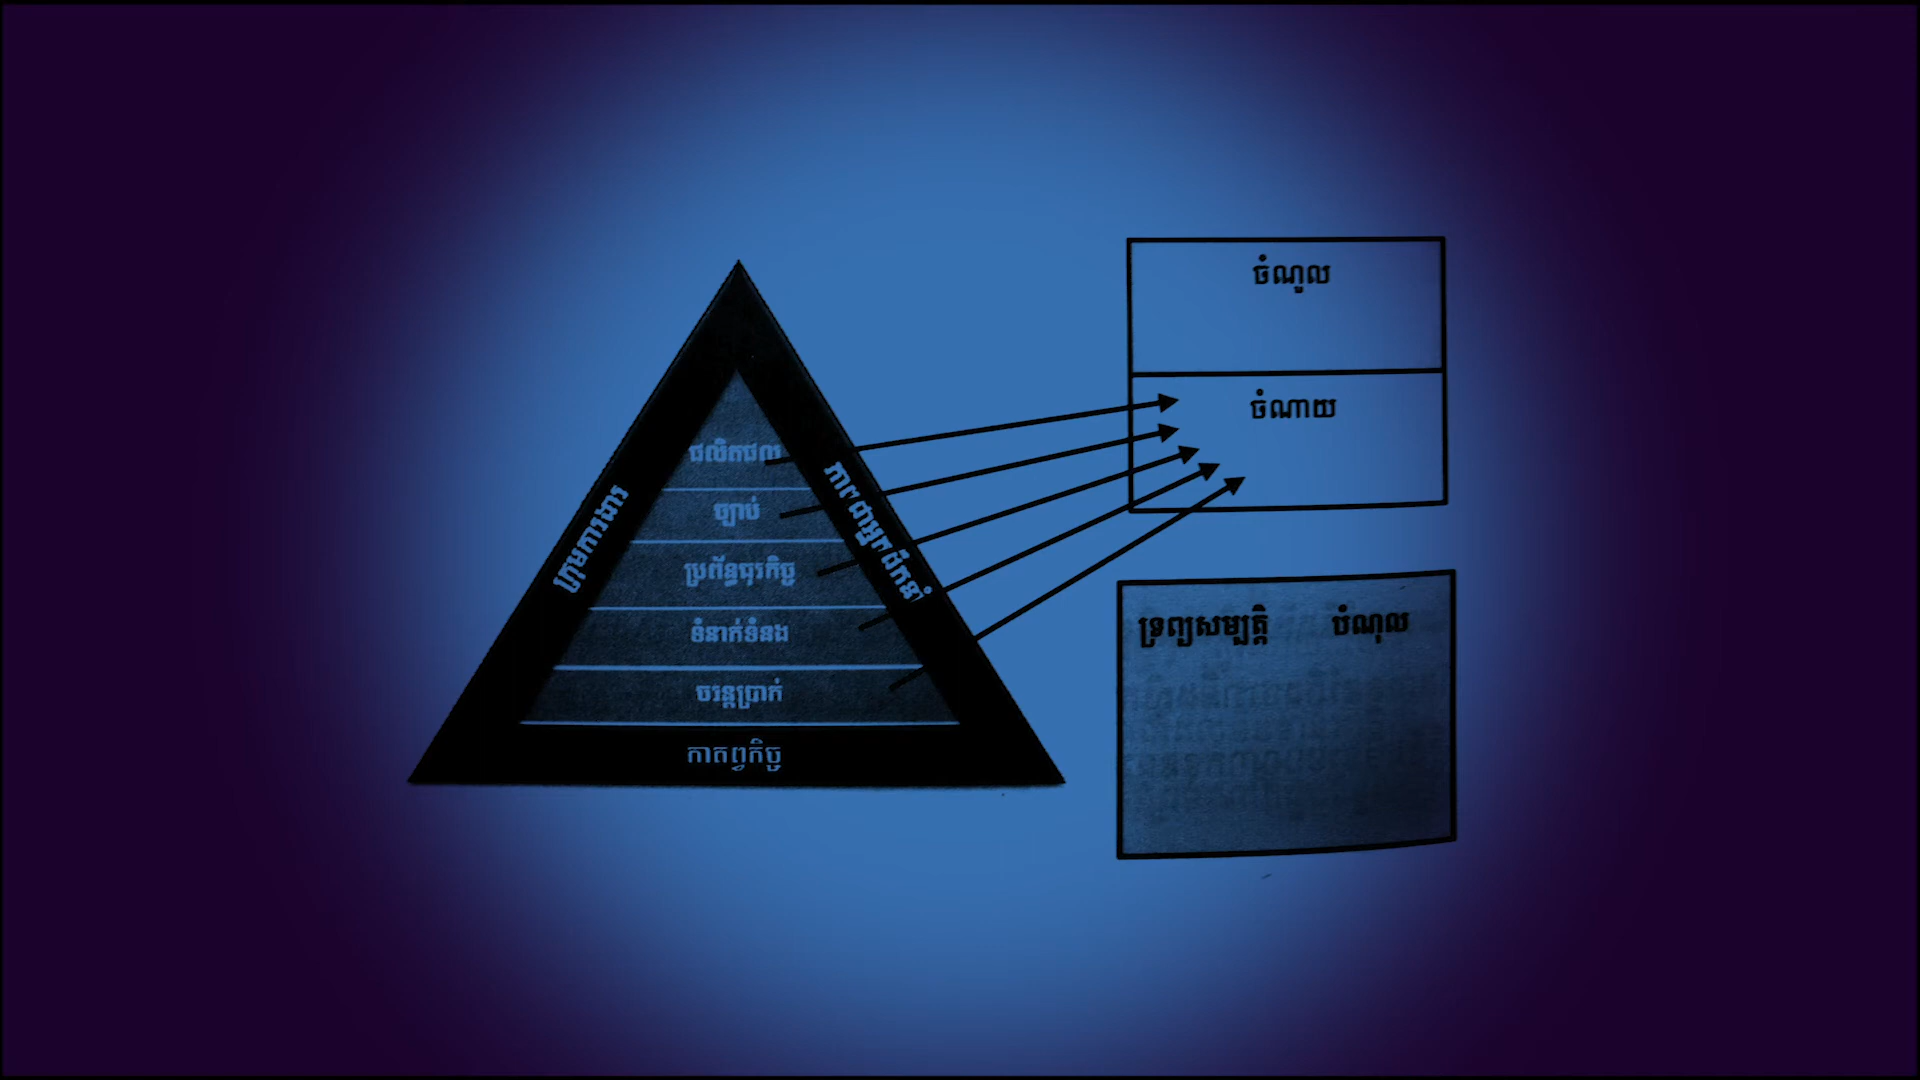 ផលិតផល
ច្បាប់
ប្រព័ន្ធធុរកិច្ច
ទំនាក់ទំនង
ចរន្តប្រាក់
កាតព្វកិច្ច
ក្រុមការងារ
ភាពជាអ្នកដឹកនាំ
ចំណូល
ចំណាយ
ទ្រព្យសម្បត្តិ ចំណុល